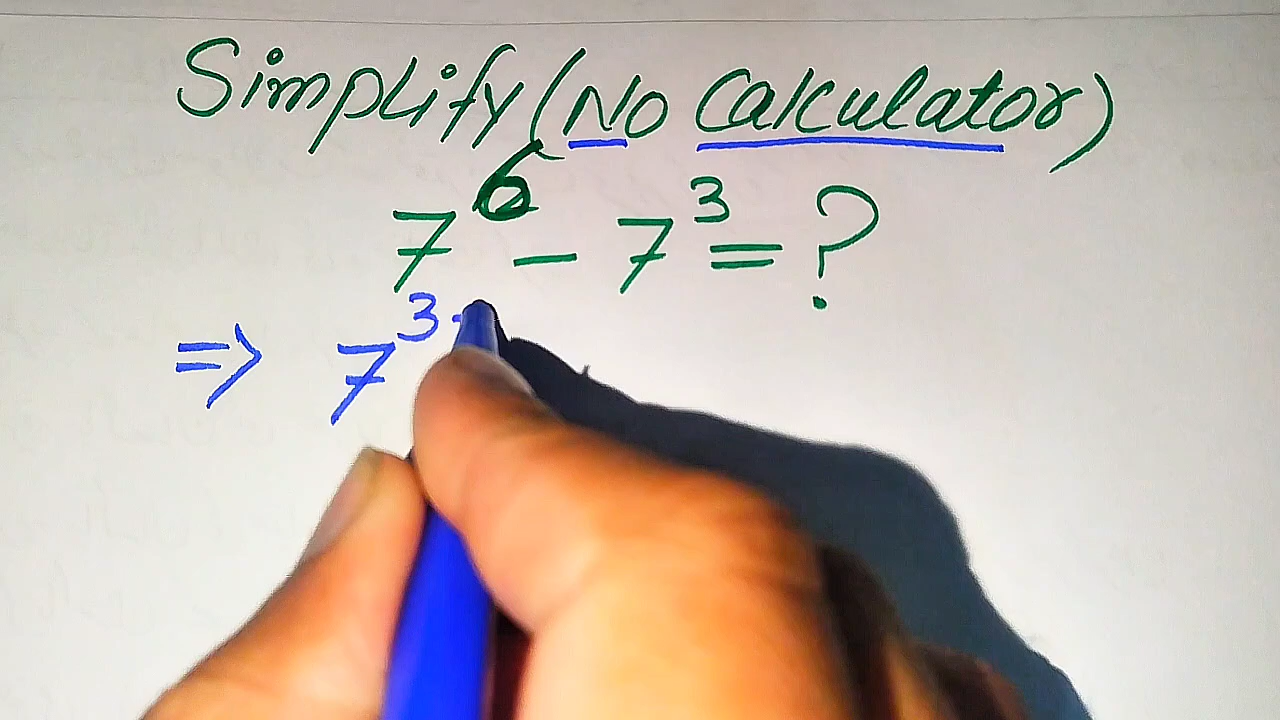 Simplify (No Calculator)
7⁶ - 7³ = ?
=> 7³